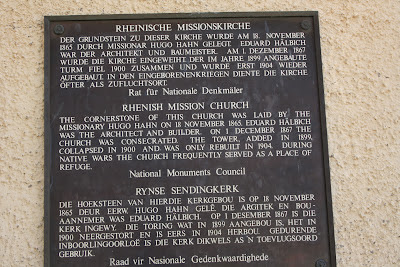 RHEINISCHE MISSIONSKIRCHE
DER GRUNDSTEIN ZU DIESER KIRCHE WURDE AM 18. NOVEMBER
1865 DURCH MISSIONAR HUGO HAHN GELEGT. EDUARD HÄLBICH
WAR DER ARCHITEKT UND BAUMEISTER. AM 1. DEZEMBER 1867
WURDE DIE KIRCHE EINGEWEIHT. DER IM JAHRE 1899 ANGEBAUTE
TURM FIEL 1900 ZUSAMMEN UND WURDE ERST 1904 WIEDER
AUFGEBAUT. IN DEN EINGEBORENENKRIEGEN DIENTE DIE KIRCHE
ÖFTER ALS ZUFLUCHTSORT.
Rat für Nationale Denkmäler
RHENISH MISSION CHURCH
THE CORNERSTONE OF THIS CHURCH WAS LAID BY THE
MISSIONARY HUGO HAHN ON 18 NOVEMBER 1865. EDUARD HÄLBICH
WAS THE ARCHITECT AND BUILDER. ON 1 DECEMBER 1867 THE
CHURCH WAS CONSECRATED. THE TOWER, ADDED IN 1899,
COLLAPSED IN 1900 AND WAS ONLY REBUILT IN 1904. DURING
NATIVE WARS THE CHURCH FREQUENTLY SERVED AS A PLACE OF
REFUGE.
National Monuments Council
RYNSE SENDINGKERK
DIE HOEKSTEEN VAN HIERDIE KERKGEBOU IS OP 18 NOVEMBER
1865 DEUR EERW. HUGO HAHN GELÊ. DIE ARGITEK EN BOU-
AANNEMER WAS EDUARD HÄLBICH. OP 1 DESEMBER 1867 IS DIE
KERK INGEWY. DIE TORING WAT IN 1899 AANGEBOU IS, HET IN
1900 NEERGESTORT EN IS EERS IN 1904 HERBOU. GEDURENDE
INBOORLINGOORLOË IS DIE KERK DIKWELS AS 'N TOEVLUGSOORD
GEBRUIK.
Raad vir Nasionale Gedenkwaardighede